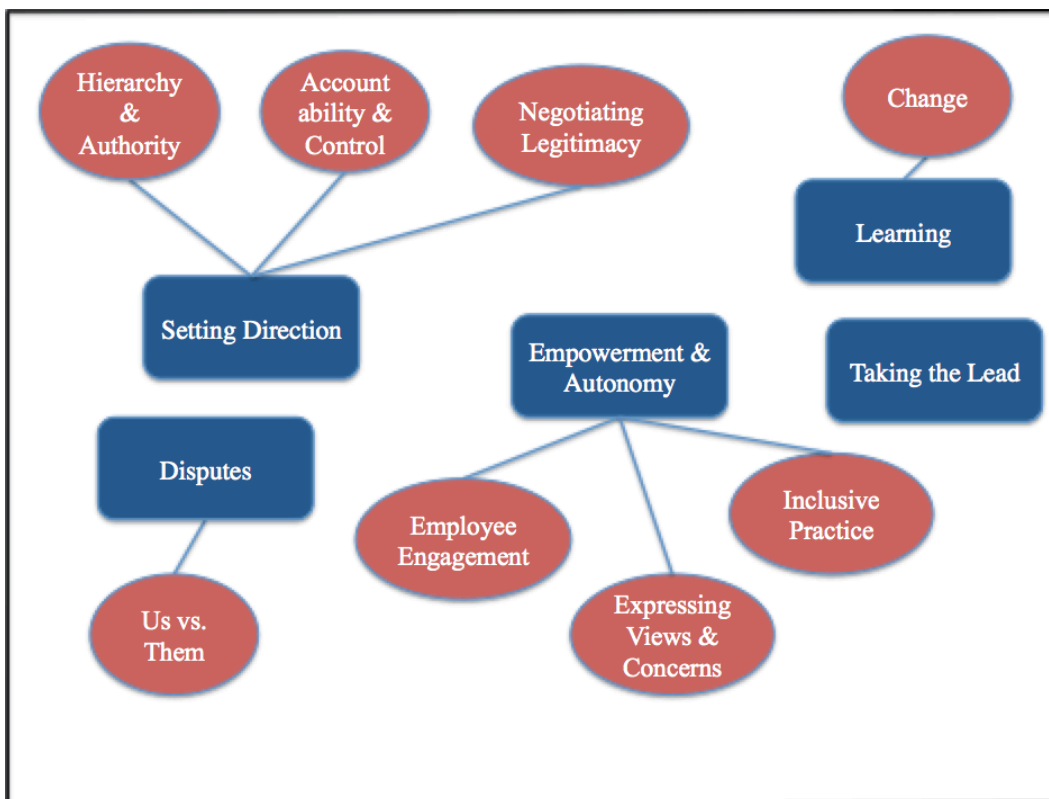 Hierarchy
&
Authority
Account
ability &
Control
Negotiating
Legitimacy
Change
Learning
Setting Direction
Empowerment &
Autonomy
Taking the Lead
Disputes
Employee
Engagement
Inclusive
Practice
Us vs.
Them
Expressing
Views &
Concerns